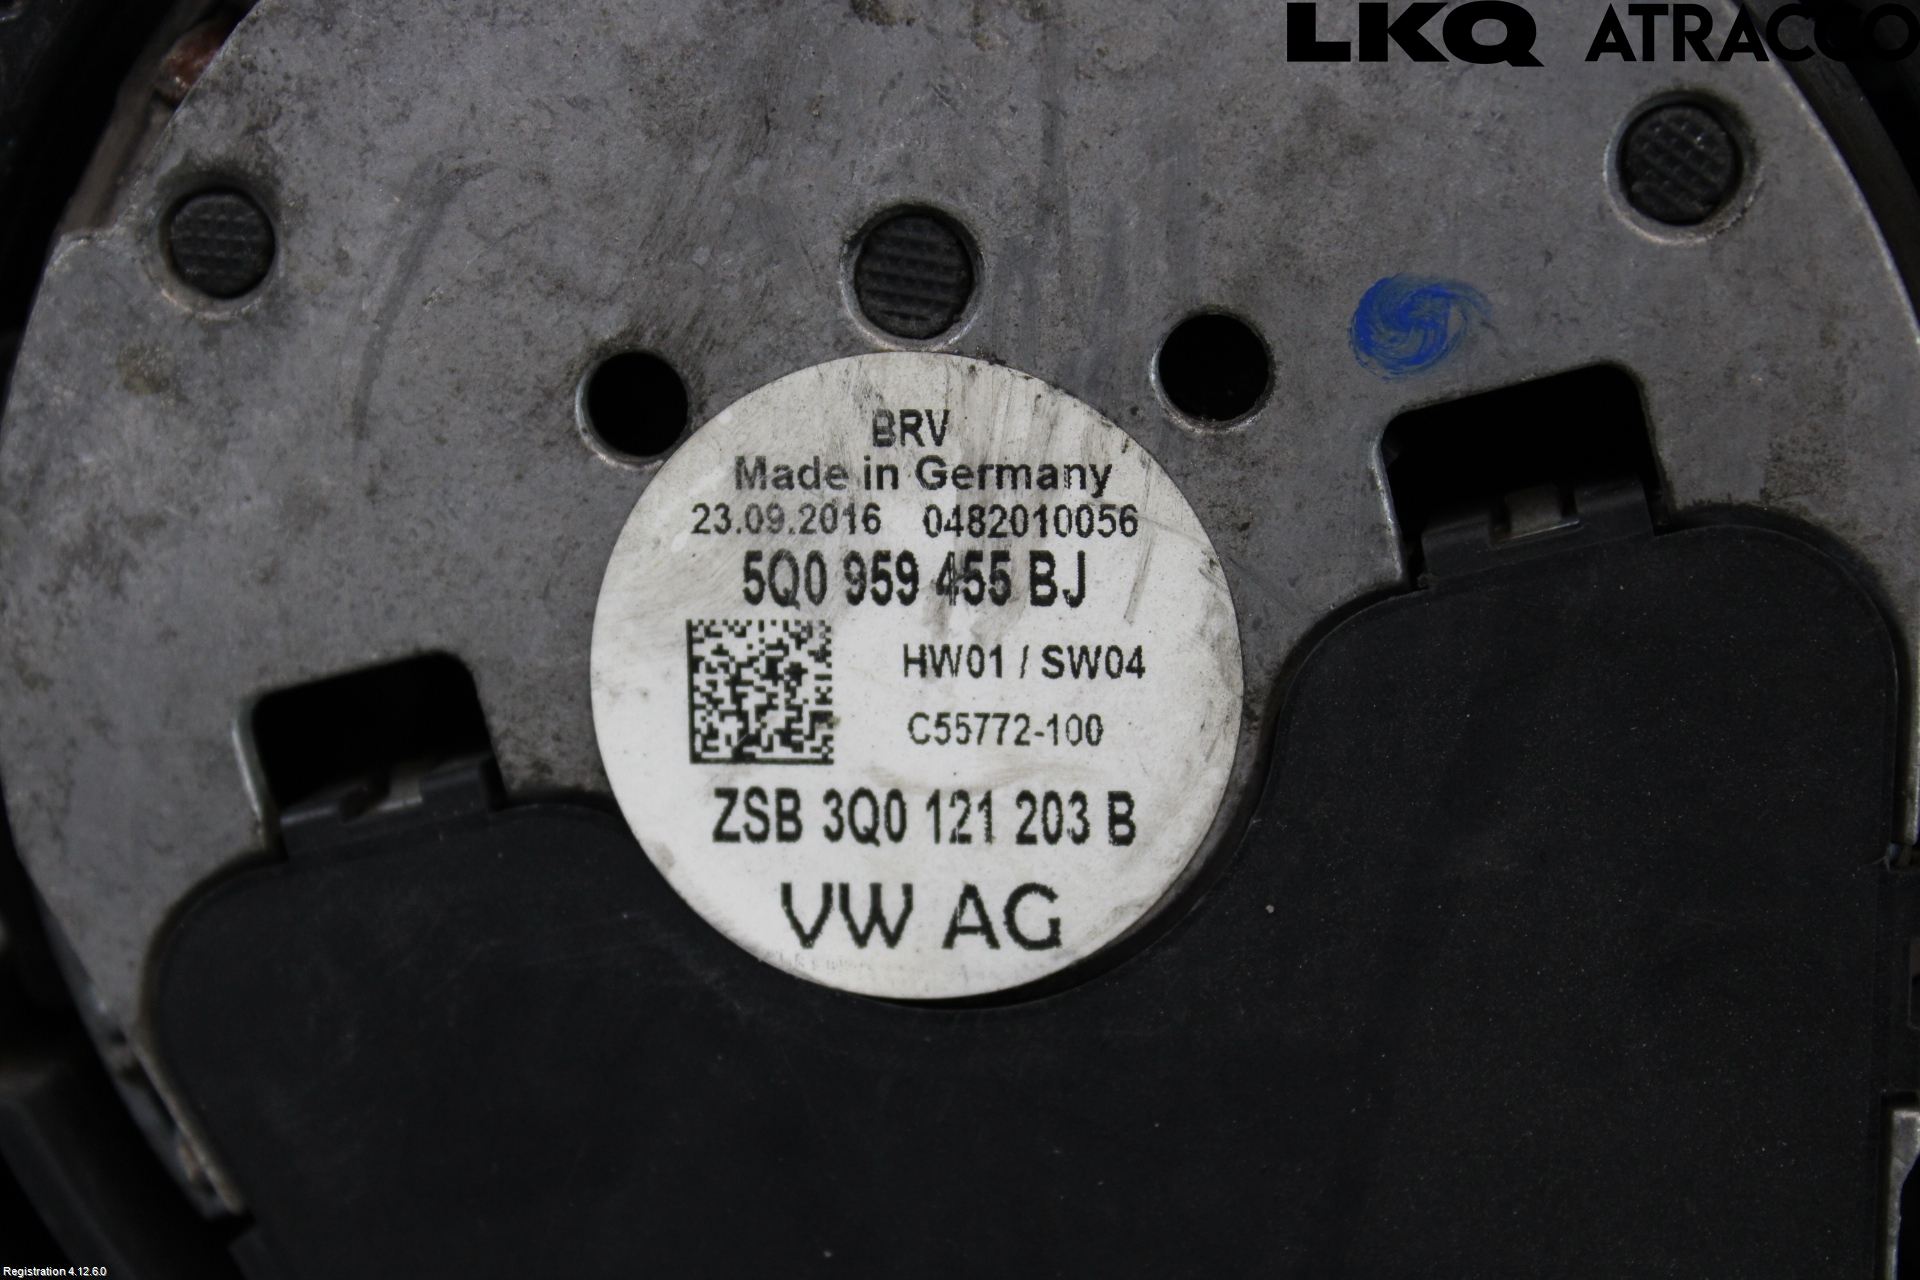 LKQ ATRACCO
BRV
Made in Germany
23.09.2016 0482010056
5Q0 959 455 BJ
HW01 / SW04
C55772-100
ZSB 3Q0 121 203 B
VW AG
Registration 4.12.6.0